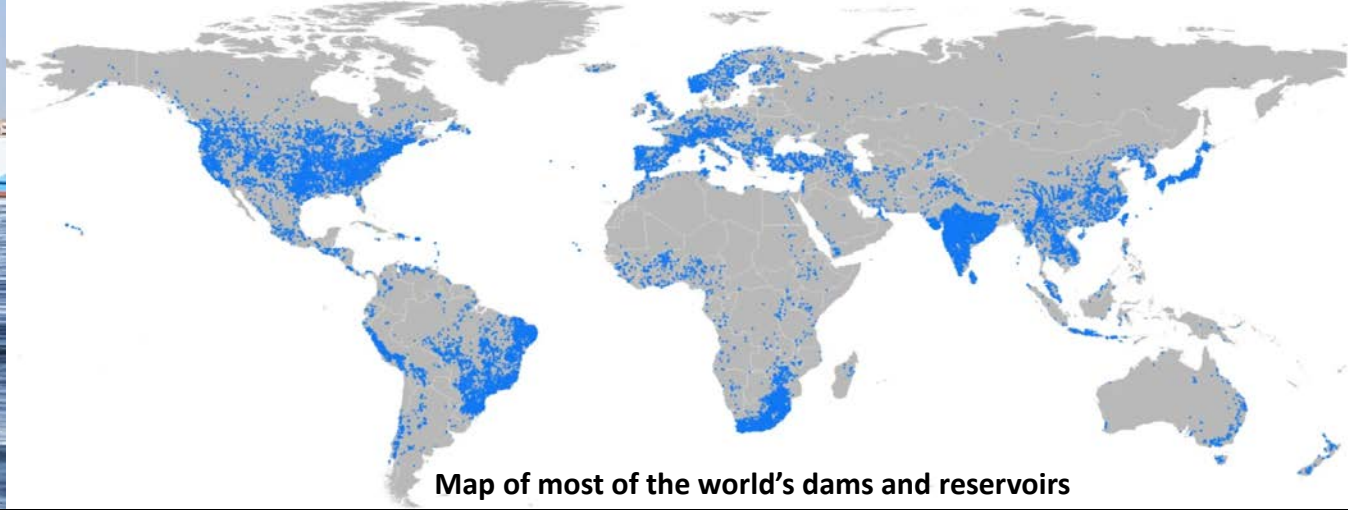 Map of most of the world’s dams and reservoirs